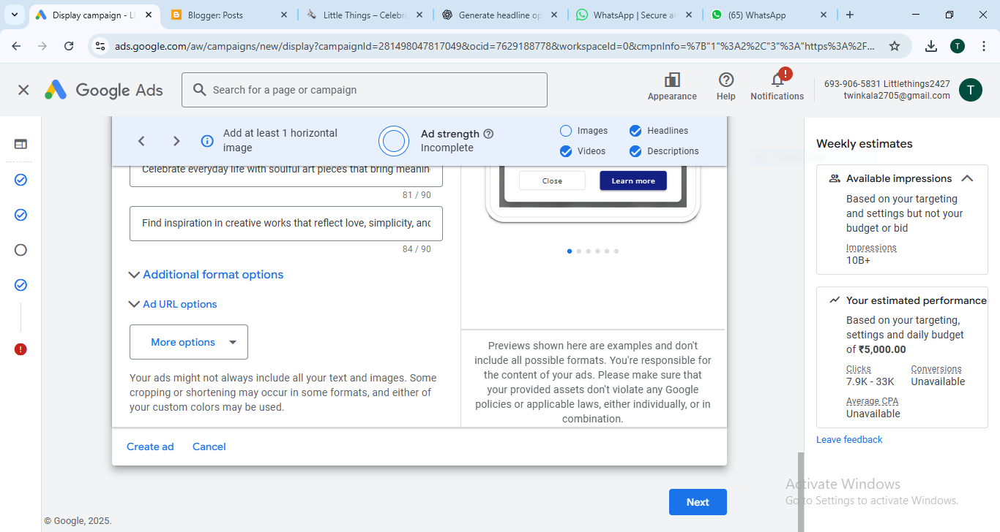 Display campaign - Li
Blogger: Posts
Little Things – Celebra
Generate headline op
WhatsApp | Secure a
(65) WhatsApp
ads.google.com/aw/campaigns/new/display?campaignId=281498047817049&ocid=7629188778&workspaceId=0&cmpnInfo=%7B"1"%3A2%2C"3"%3A"https%3A%2F...
T
Google Ads
Search for a page or campaign
Appearance
Help
!
Notifications
693-906-5831 Littlethings2427
twinkala2705@gmail.com
T
Add at least 1 horizontal
image
Ad strength
Incomplete
Images
Headlines
Videos
Descriptions
Celebrate everyday life with soulful art pieces that bring meanin
81 / 90
Find inspiration in creative works that reflect love, simplicity, and
84 / 90
Additional format options
Ad URL options
More options
Your ads might not always include all your text and images. Some
cropping or shortening may occur in some formats, and either of
your custom colors may be used.
Close
Learn more
Previews shown here are examples and don't
include all possible formats. You're responsible for
the content of your ads. Please make sure that
your provided assets don't violate any Google
policies or applicable laws, either individually, or in
combination.
Create ad
Cancel
Next
Weekly estimates
Available impressions
Based on your targeting
and settings but not your
budget or bid
Impressions
10B+
Your estimated performance
Based on your targeting,
settings and daily budget
of ₹5,000.00
Clicks
Conversions
7.9K - 33K
Unavailable
Average CPA
Unavailable
Leave feedback
Activate Windows
Go to Settings to activate Windows.
© Google, 2025.